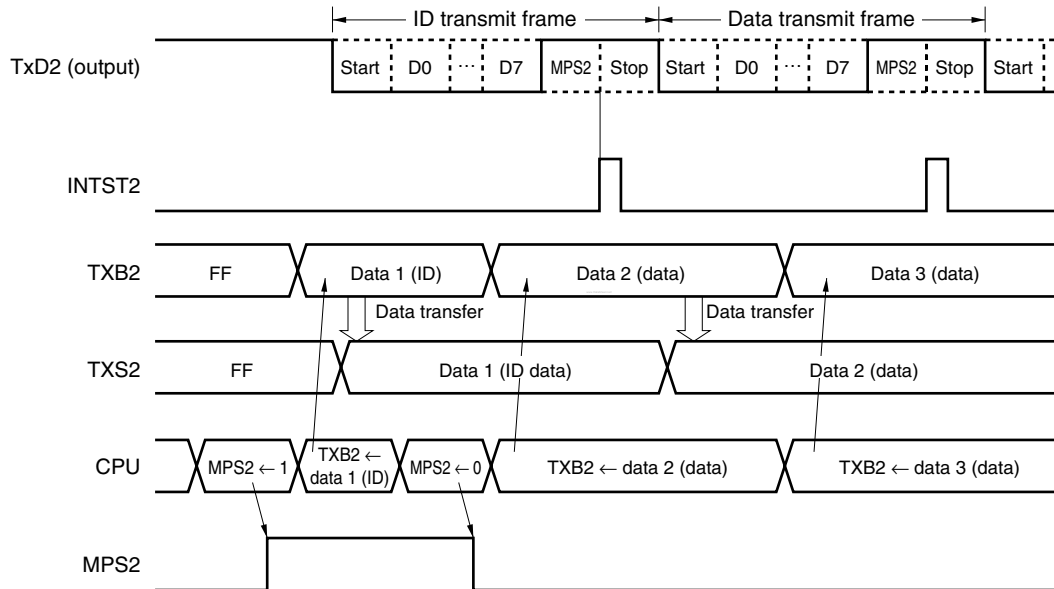 ID transmit frame Data transmit frame
TxD2 (output) Start D0 ... D7 MPS2 Stop Start D0 ... D7 MPS2 Stop Start
INTST2
TXB2 FF Data 1 (ID) Data 2 (data) Data 3 (data)
Data transfer Data transfer
TXS2 FF Data 1 (ID data) Data 2 (data)
CPU MPS2 ← 1 TXB2 ← data 1 (ID) MPS2 ← 0 TXB2 ← data 2 (data) TXB2 ← data 3 (data)
MPS2